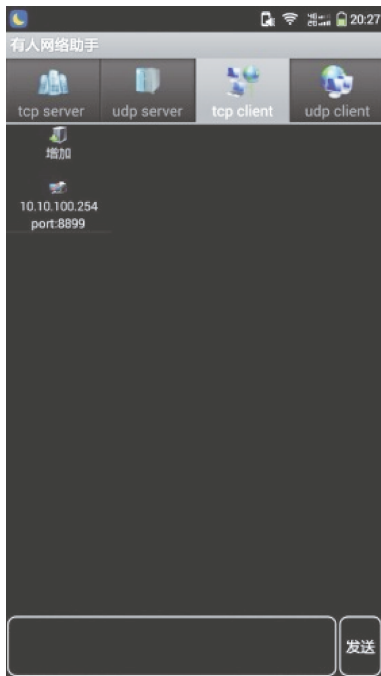 20:27
有人网络助手
tcp server
udp server
tcp client
udp client
增加
10.10.100.254
port:8899
发送